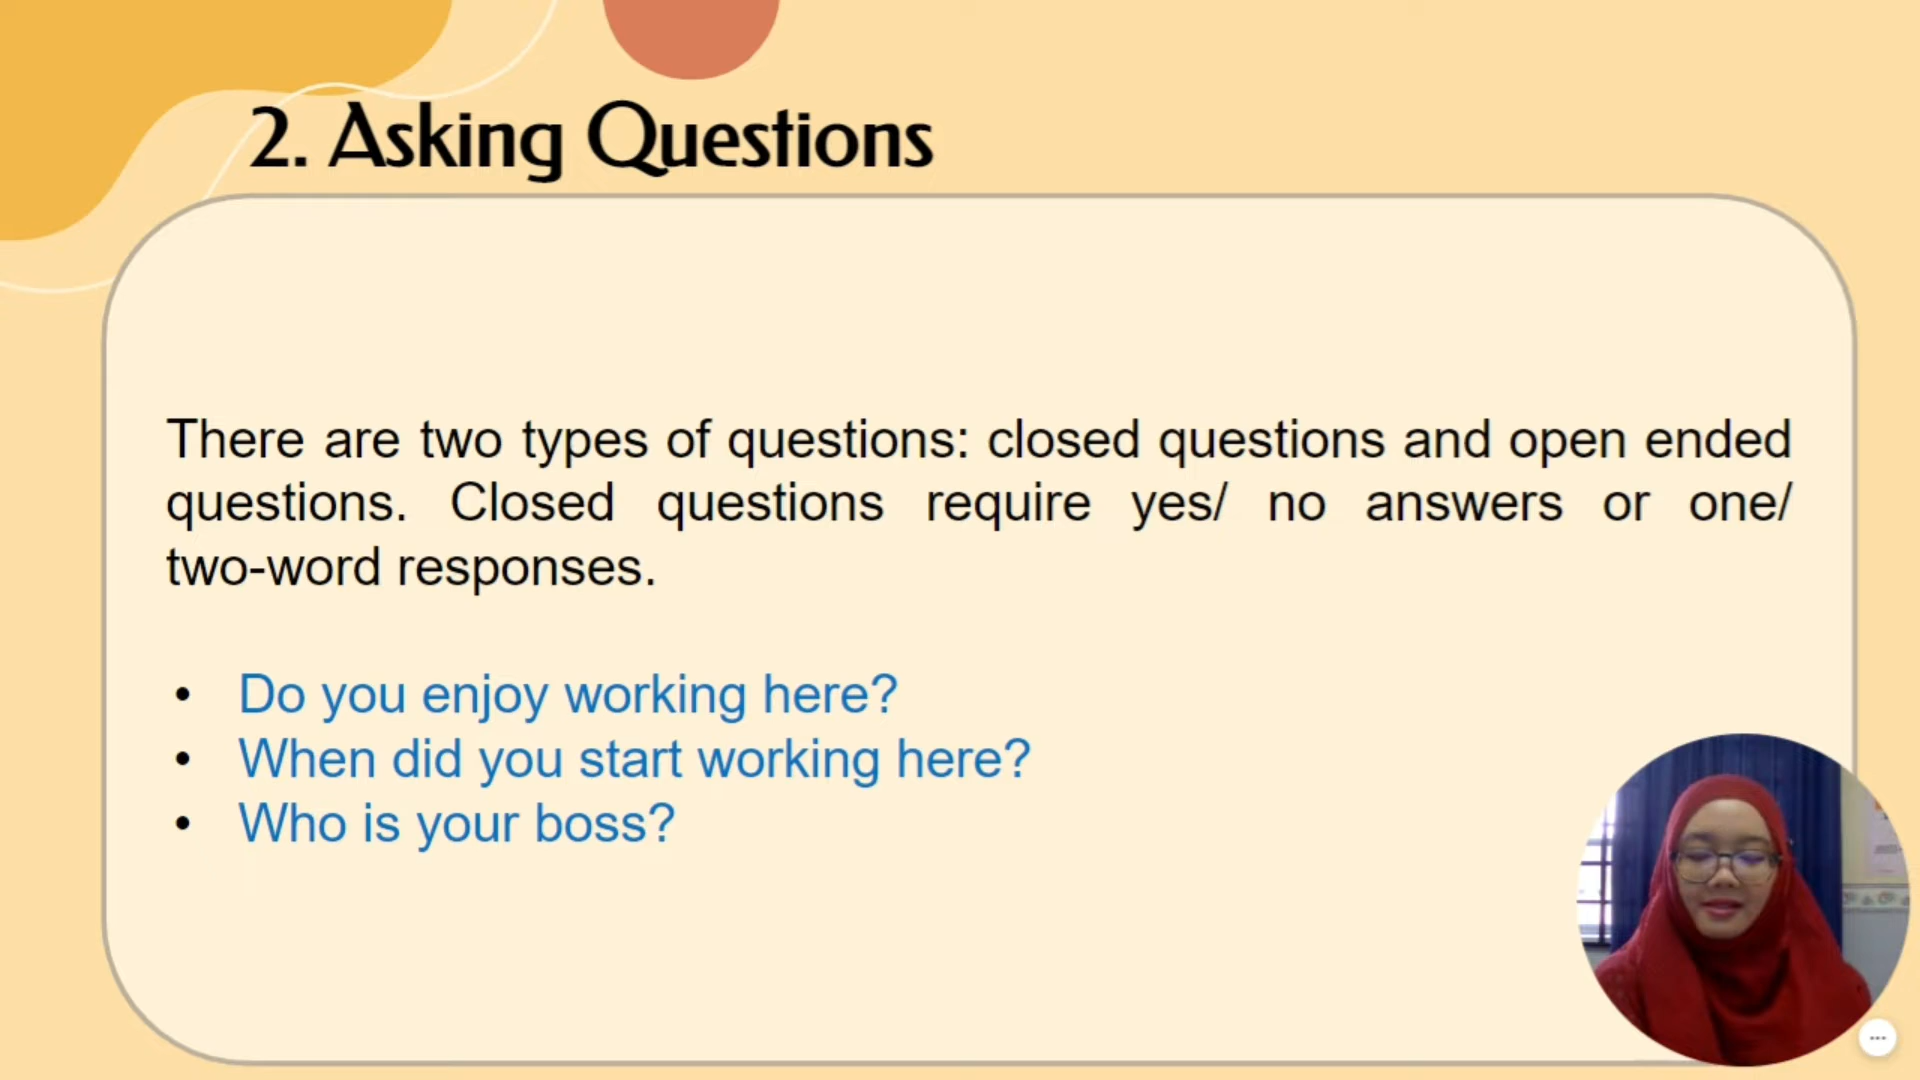 2. Asking Questions
There are two types of questions: closed questions and open ended
questions. Closed questions require yes/ no answers or one/
two-word responses.
• Do you enjoy working here?
• When did you start working here?
• Who is your boss?